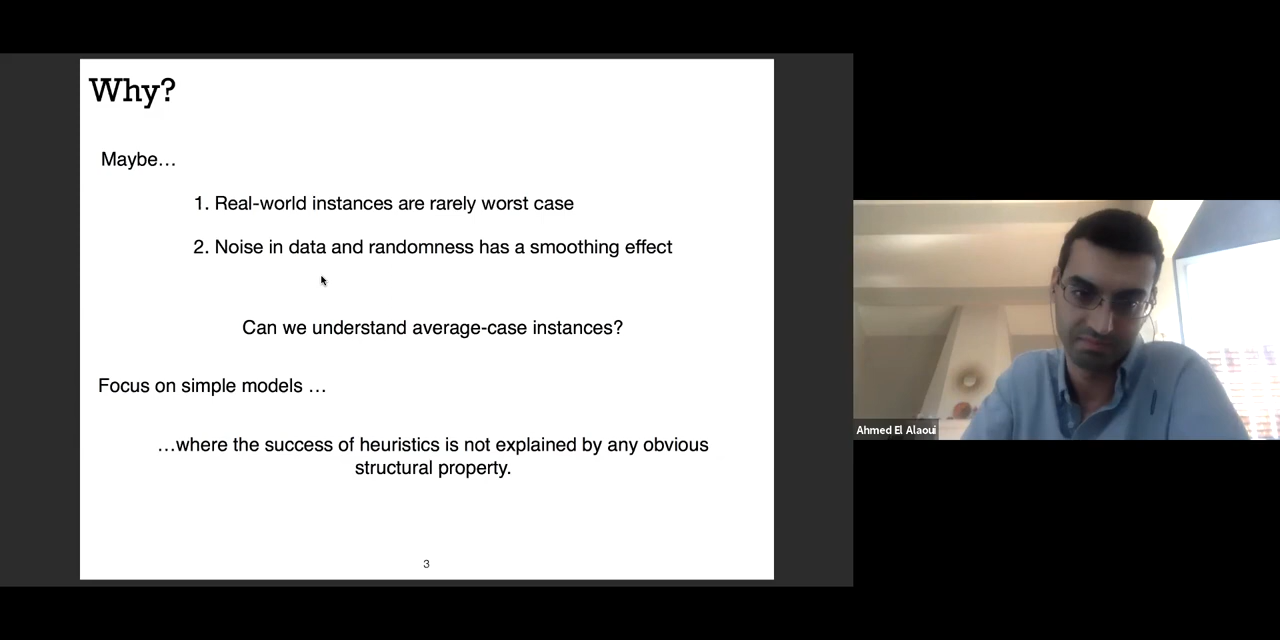 Why?
Maybe…
1. Real-world instances are rarely worst case
2. Noise in data and randomness has a smoothing effect
Can we understand average-case instances?
Focus on simple models …
…where the success of heuristics is not explained by any obvious
structural property.
3
Ahmed El Alaoui